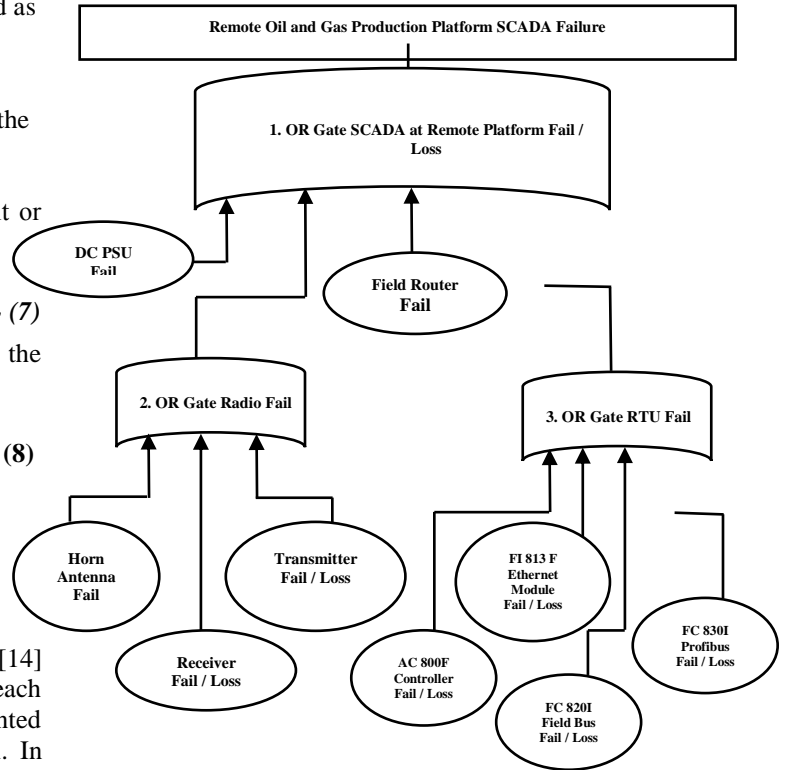 d as
the
t or
(7)
the
(8)
[14]
each
nted
. In
Remote Oil and Gas Production Platform SCADA Failure
1. OR Gate SCADA at Remote Platform Fail /
Loss
DC PSU
Fail
Field Router
Fail
2. OR Gate Radio Fail
3. OR Gate RTU Fail
Horn
Antenna
Fail
Transmitter
Fail / Loss
Receiver
Fail / Loss
FI 813 F
Ethernet
Module
Fail / Loss
AC 800F
Controller
Fail / Loss
FC 820I
Field Bus
Fail / Loss
FC 830I
Profibus
Fail / Loss